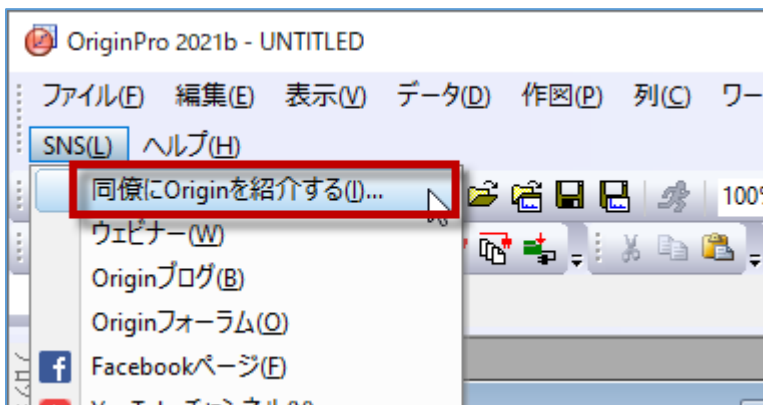 OriginPro 2021b - UNTITLED
ファイル(F) 編集(E) 表示(V) データ(D) 作図(P) 列(C) ワー
SNS(L) ヘルプ(H)
同僚にOriginを紹介する(I)...
100%
ウェビナー(W)
Originブログ(B)
Originフォーラム(O)
Facebookページ(F)